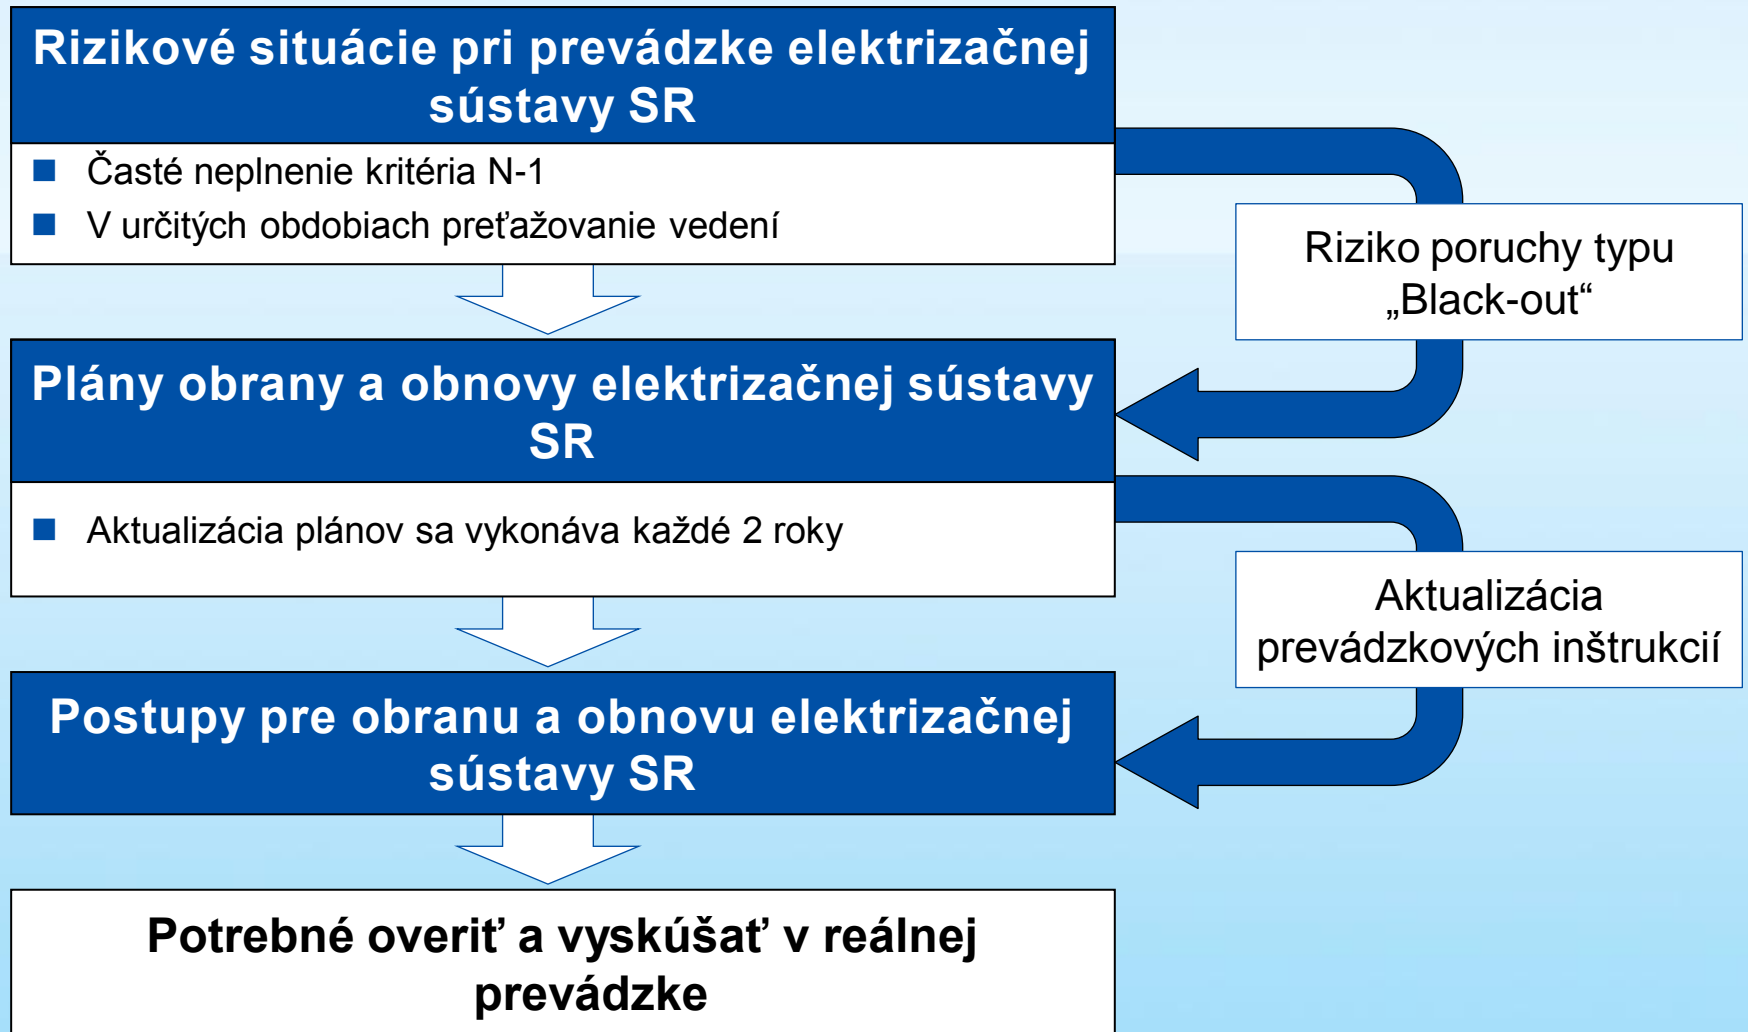 Rizikové situácie pri prevádzke elektrizačnej
sústavy SR
Časté neplnenie kritéria N-1
V určitých obdobiach preťažovanie vedení
Riziko poruchy typu
„Black-out“
Plány obrany a obnovy elektrizačnej sústavy
SR
Aktualizácia plánov sa vykonáva každé 2 roky
Aktualizácia
prevádzkových inštrukcií
Postupy pre obranu a obnovu elektrizačnej
sústavy SR
Potrebné overiť a vyskúšať v reálnej
prevádzke